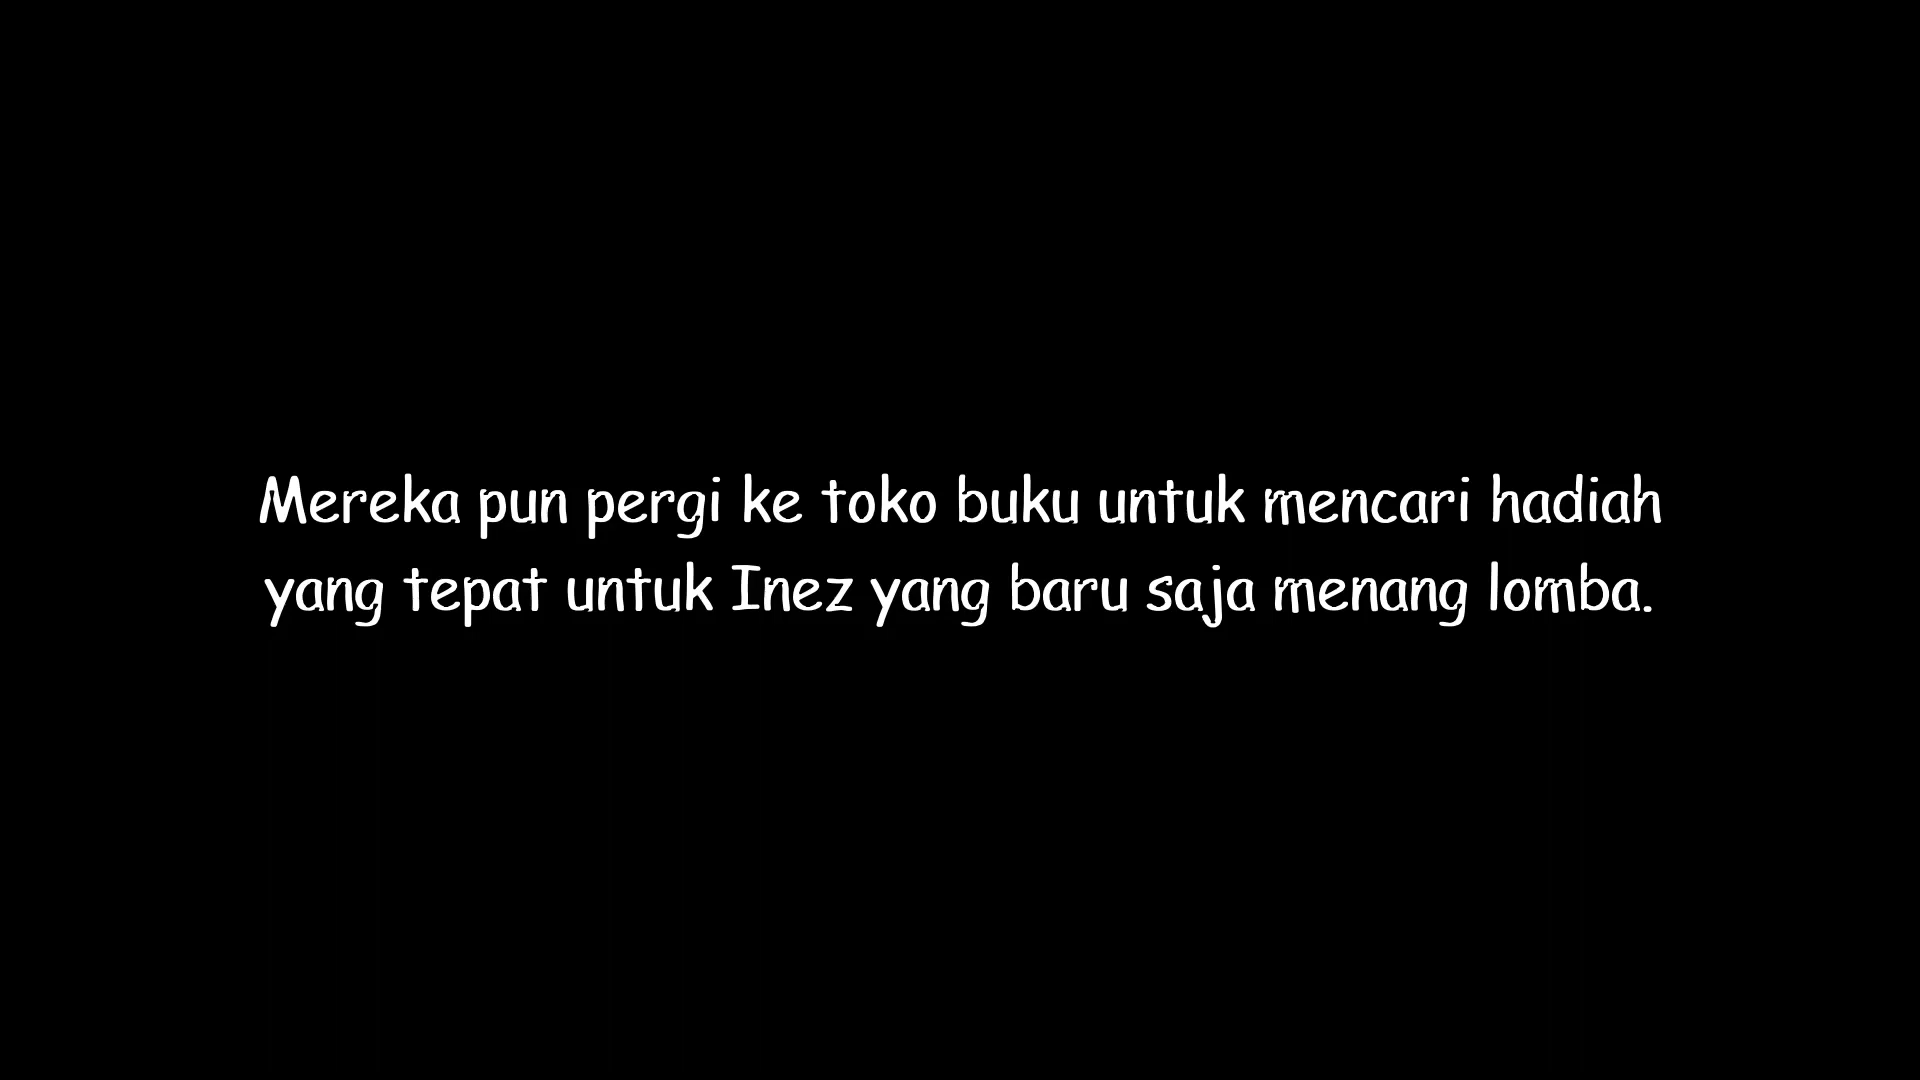 Mereka pun pergi ke toko buku untuk mencari hadiah
yang tepat untuk Inez yang baru saja menang lomba.